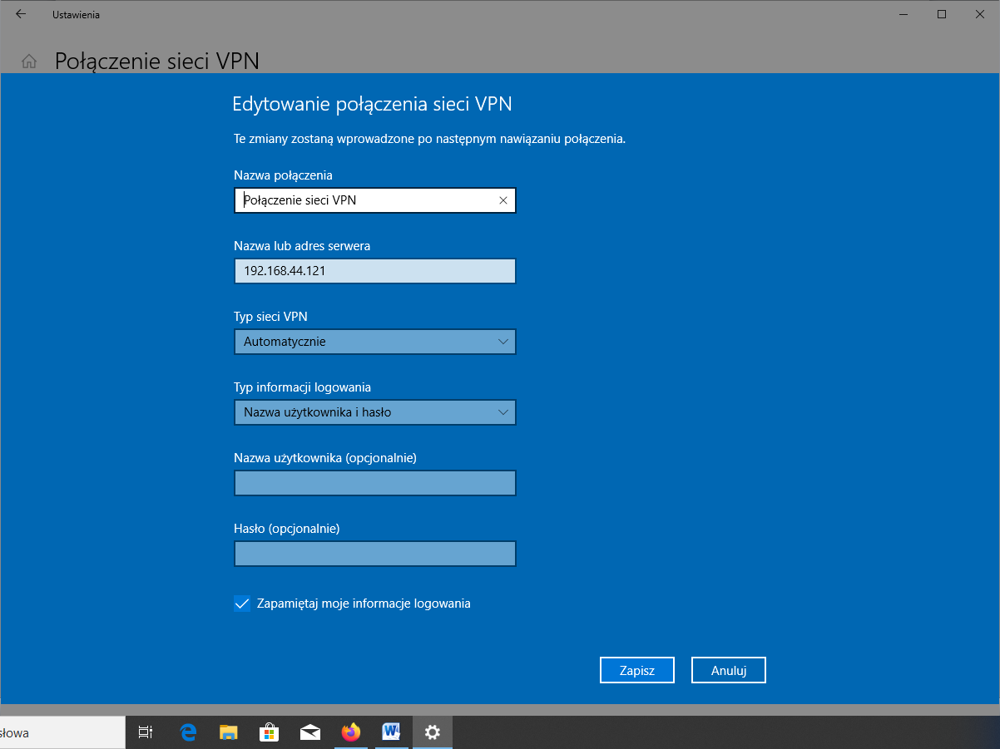 Ustawienia
Połączenie sieci VPN
Edytowanie połączenia sieci VPN
Te zmiany zostaną wprowadzone po następnym nawiązaniu połączenia.
Nazwa połączenia
Połączenie sieci VPN
Nazwa lub adres serwera
192.168.44.121
Typ sieci VPN
Automatycznie
Typ informacji logowania
Nazwa użytkownika i hasło
Nazwa użytkownika (opcjonalnie)
Hasło (opcjonalnie)
Zapamiętaj moje informacje logowania
Zapisz
Anuluj
słowa